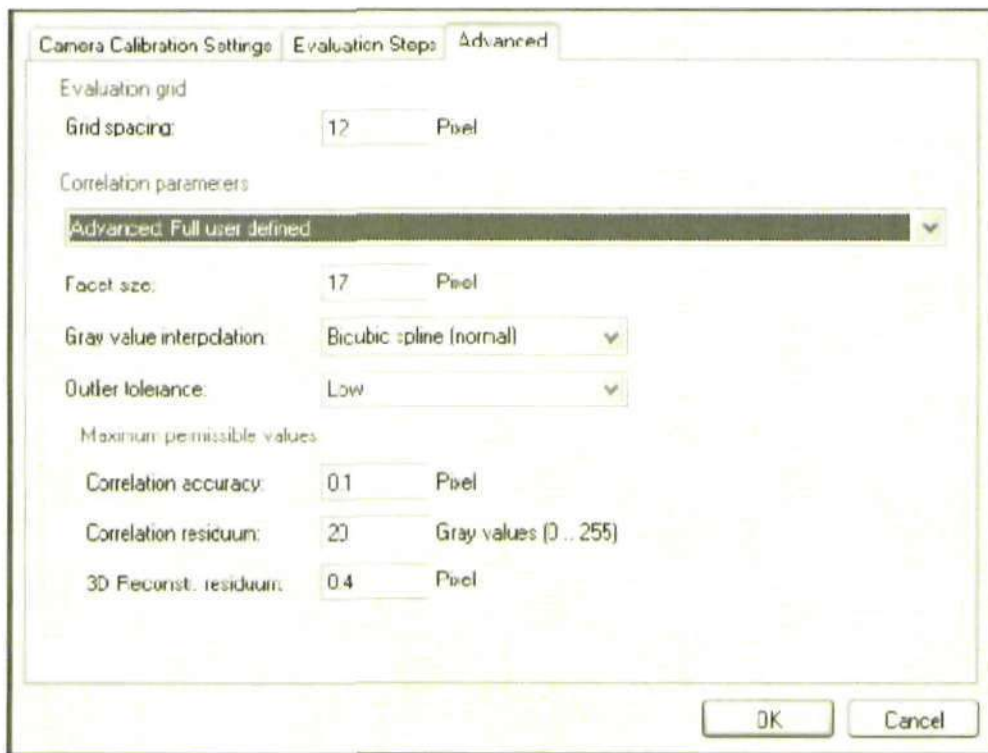 Camera Calibration Settings Evaluation Steps Advanced
Evaluation grid
Grid spacing: 12 Pixel
Correlation parameters
Advanced: Full user defined
Facet size: 17 Pixel
Gray value interpolation: Bicubic spline (normal)
Outlier tolerance: Low
Maximum permissible values
Correlation accuracy: 0.1 Pixel
Correlation residuum: 20 Gray values (0 .. 255)
3D Reconstr. residuum: 0.4 Pixel
OK Cancel